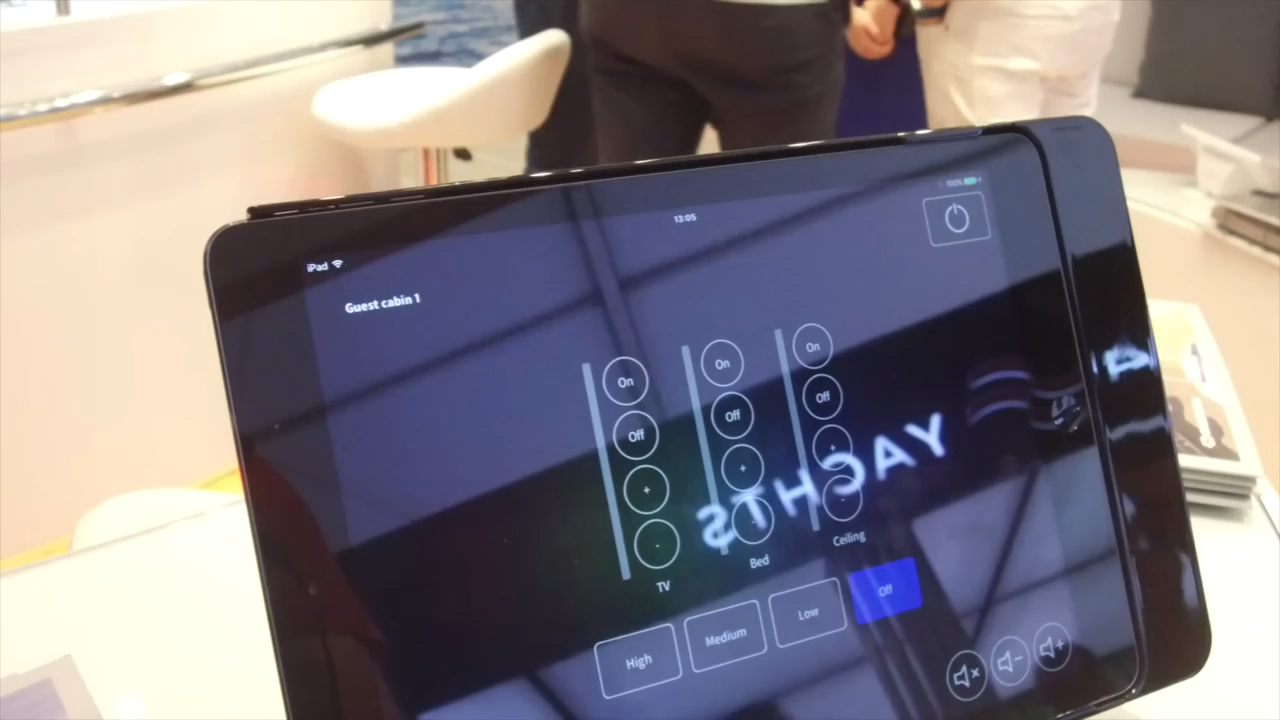 13:05
100%
iPad
Guest cabin 1
On On On
Off Off Off
+ + +
- - -
TV Bed Ceiling
High Medium Low Off
YACHTS